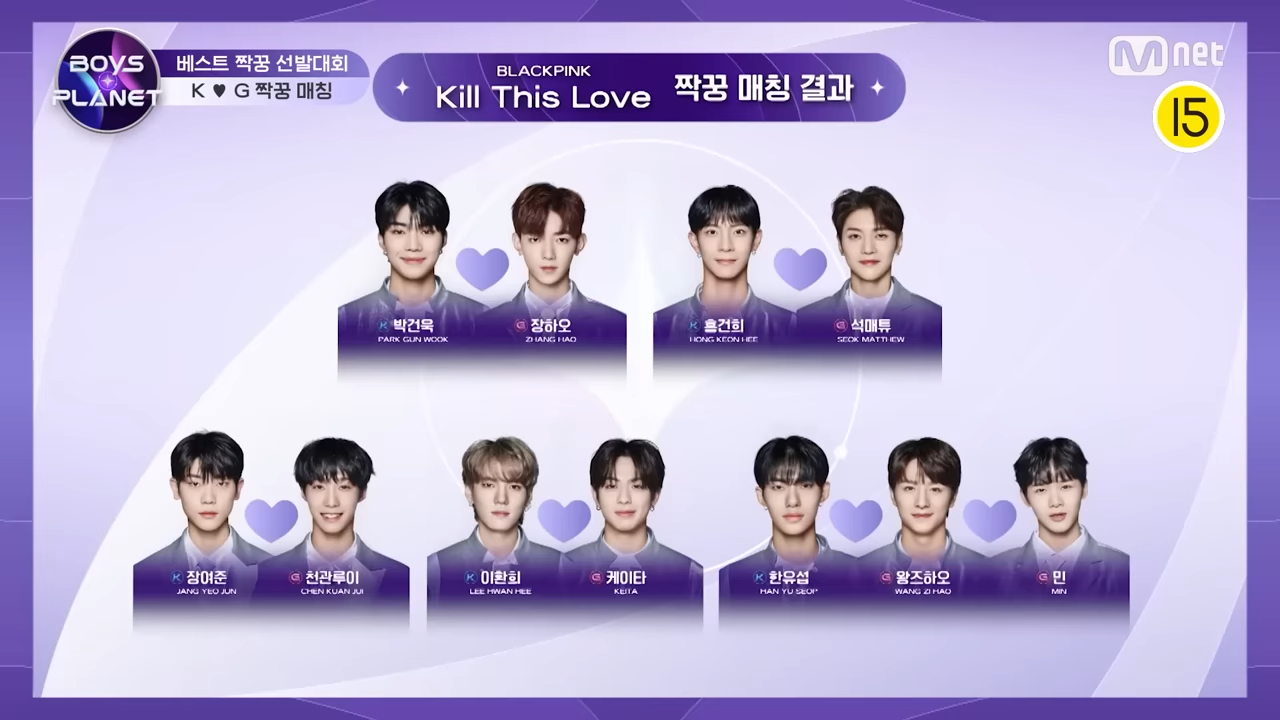 BOYS
PLANET
베스트 짝꿍 선발대회
K ♥ G 짝꿍 매칭
BLACKPINK
Kill This Love
짝꿍 매칭 결과
Mnet
15
K 박건욱
PARK GUN WOOK
G 장하오
ZHANG HAO
K 홍건희
HONG KEON HEE
G 석매튜
SEOK MATTHEW
K 장여준
JANG YEO JUN
G 천관루이
CHEN KUAN JUI
K 이환희
LEE HWAN HEE
G 케이타
KEITA
K 한유섭
HAN YU SEOP
G 왕즈하오
WANG ZI HAO
G 민
MIN